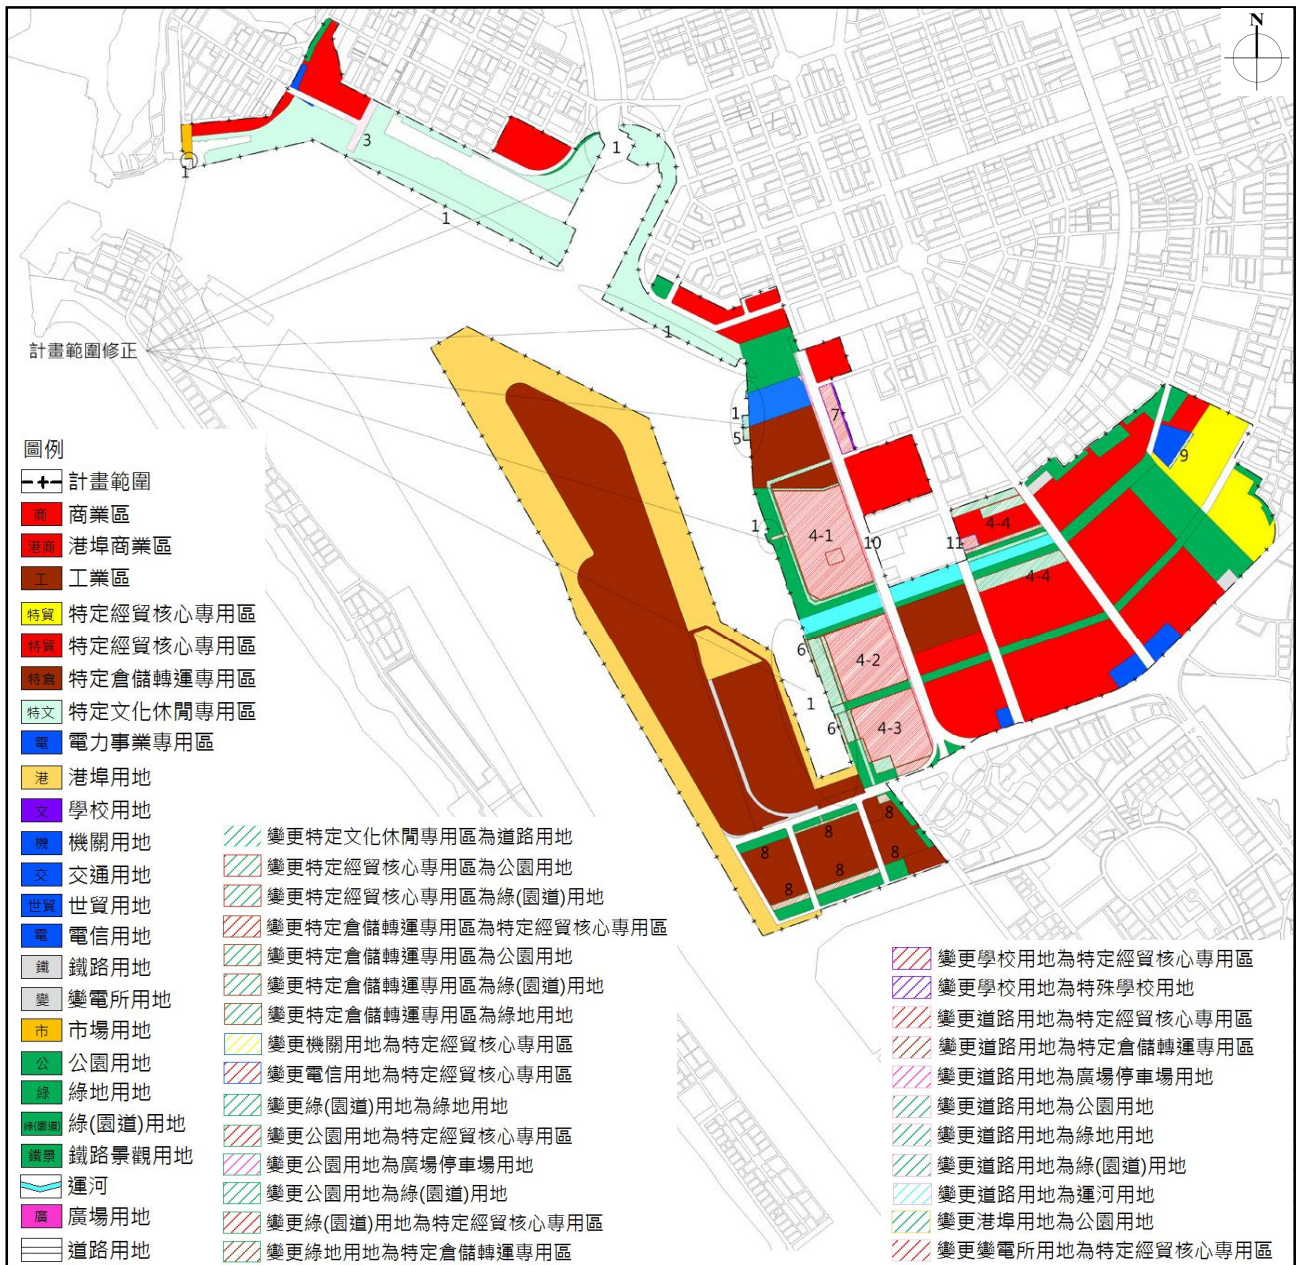 N
3
1
1
1
1
計畫範圍修正
1
1
5
7
9
1
4-1
10
11
4-4
4-4
6
4-2
1
6
4-3
8
8
8
8
8
8
圖例
計畫範圍
商 商業區
港商 港埠商業區
工 工業區
特貿 特定經貿核心專用區
特貿 特定經貿核心專用區
特倉 特定倉儲轉運專用區
特文 特定文化休閒專用區
電 電力事業專用區
港 港埠用地
文 學校用地
機 機關用地
交 交通用地
世貿 世貿用地
電 電信用地
鐵 鐵路用地
變 變電所用地
市 市場用地
公 公園用地
綠 綠地用地
綠(園道) 綠(園道)用地
鐵景 鐵路景觀用地
運河
廣 廣場用地
道路用地
變更特定文化休閒專用區為道路用地
變更特定經貿核心專用區為公園用地
變更特定經貿核心專用區為綠(園道)用地
變更特定倉儲轉運專用區為特定經貿核心專用區
變更特定倉儲轉運專用區為公園用地
變更特定倉儲轉運專用區為綠(園道)用地
變更特定倉儲轉運專用區為綠地用地
變更機關用地為特定經貿核心專用區
變更電信用地為特定經貿核心專用區
變更綠(園道)用地為綠地用地
變更公園用地為特定經貿核心專用區
變更公園用地為廣場停車場用地
變更公園用地為綠(園道)用地
變更綠(園道)用地為特定經貿核心專用區
變更綠地用地為特定倉儲轉運專用區
變更學校用地為特定經貿核心專用區
變更學校用地為特殊學校用地
變更道路用地為特定經貿核心專用區
變更道路用地為特定倉儲轉運專用區
變更道路用地為廣場停車場用地
變更道路用地為公園用地
變更道路用地為綠地用地
變更道路用地為綠(園道)用地
變更道路用地為運河用地
變更港埠用地為公園用地
變更變電所用地為特定經貿核心專用區